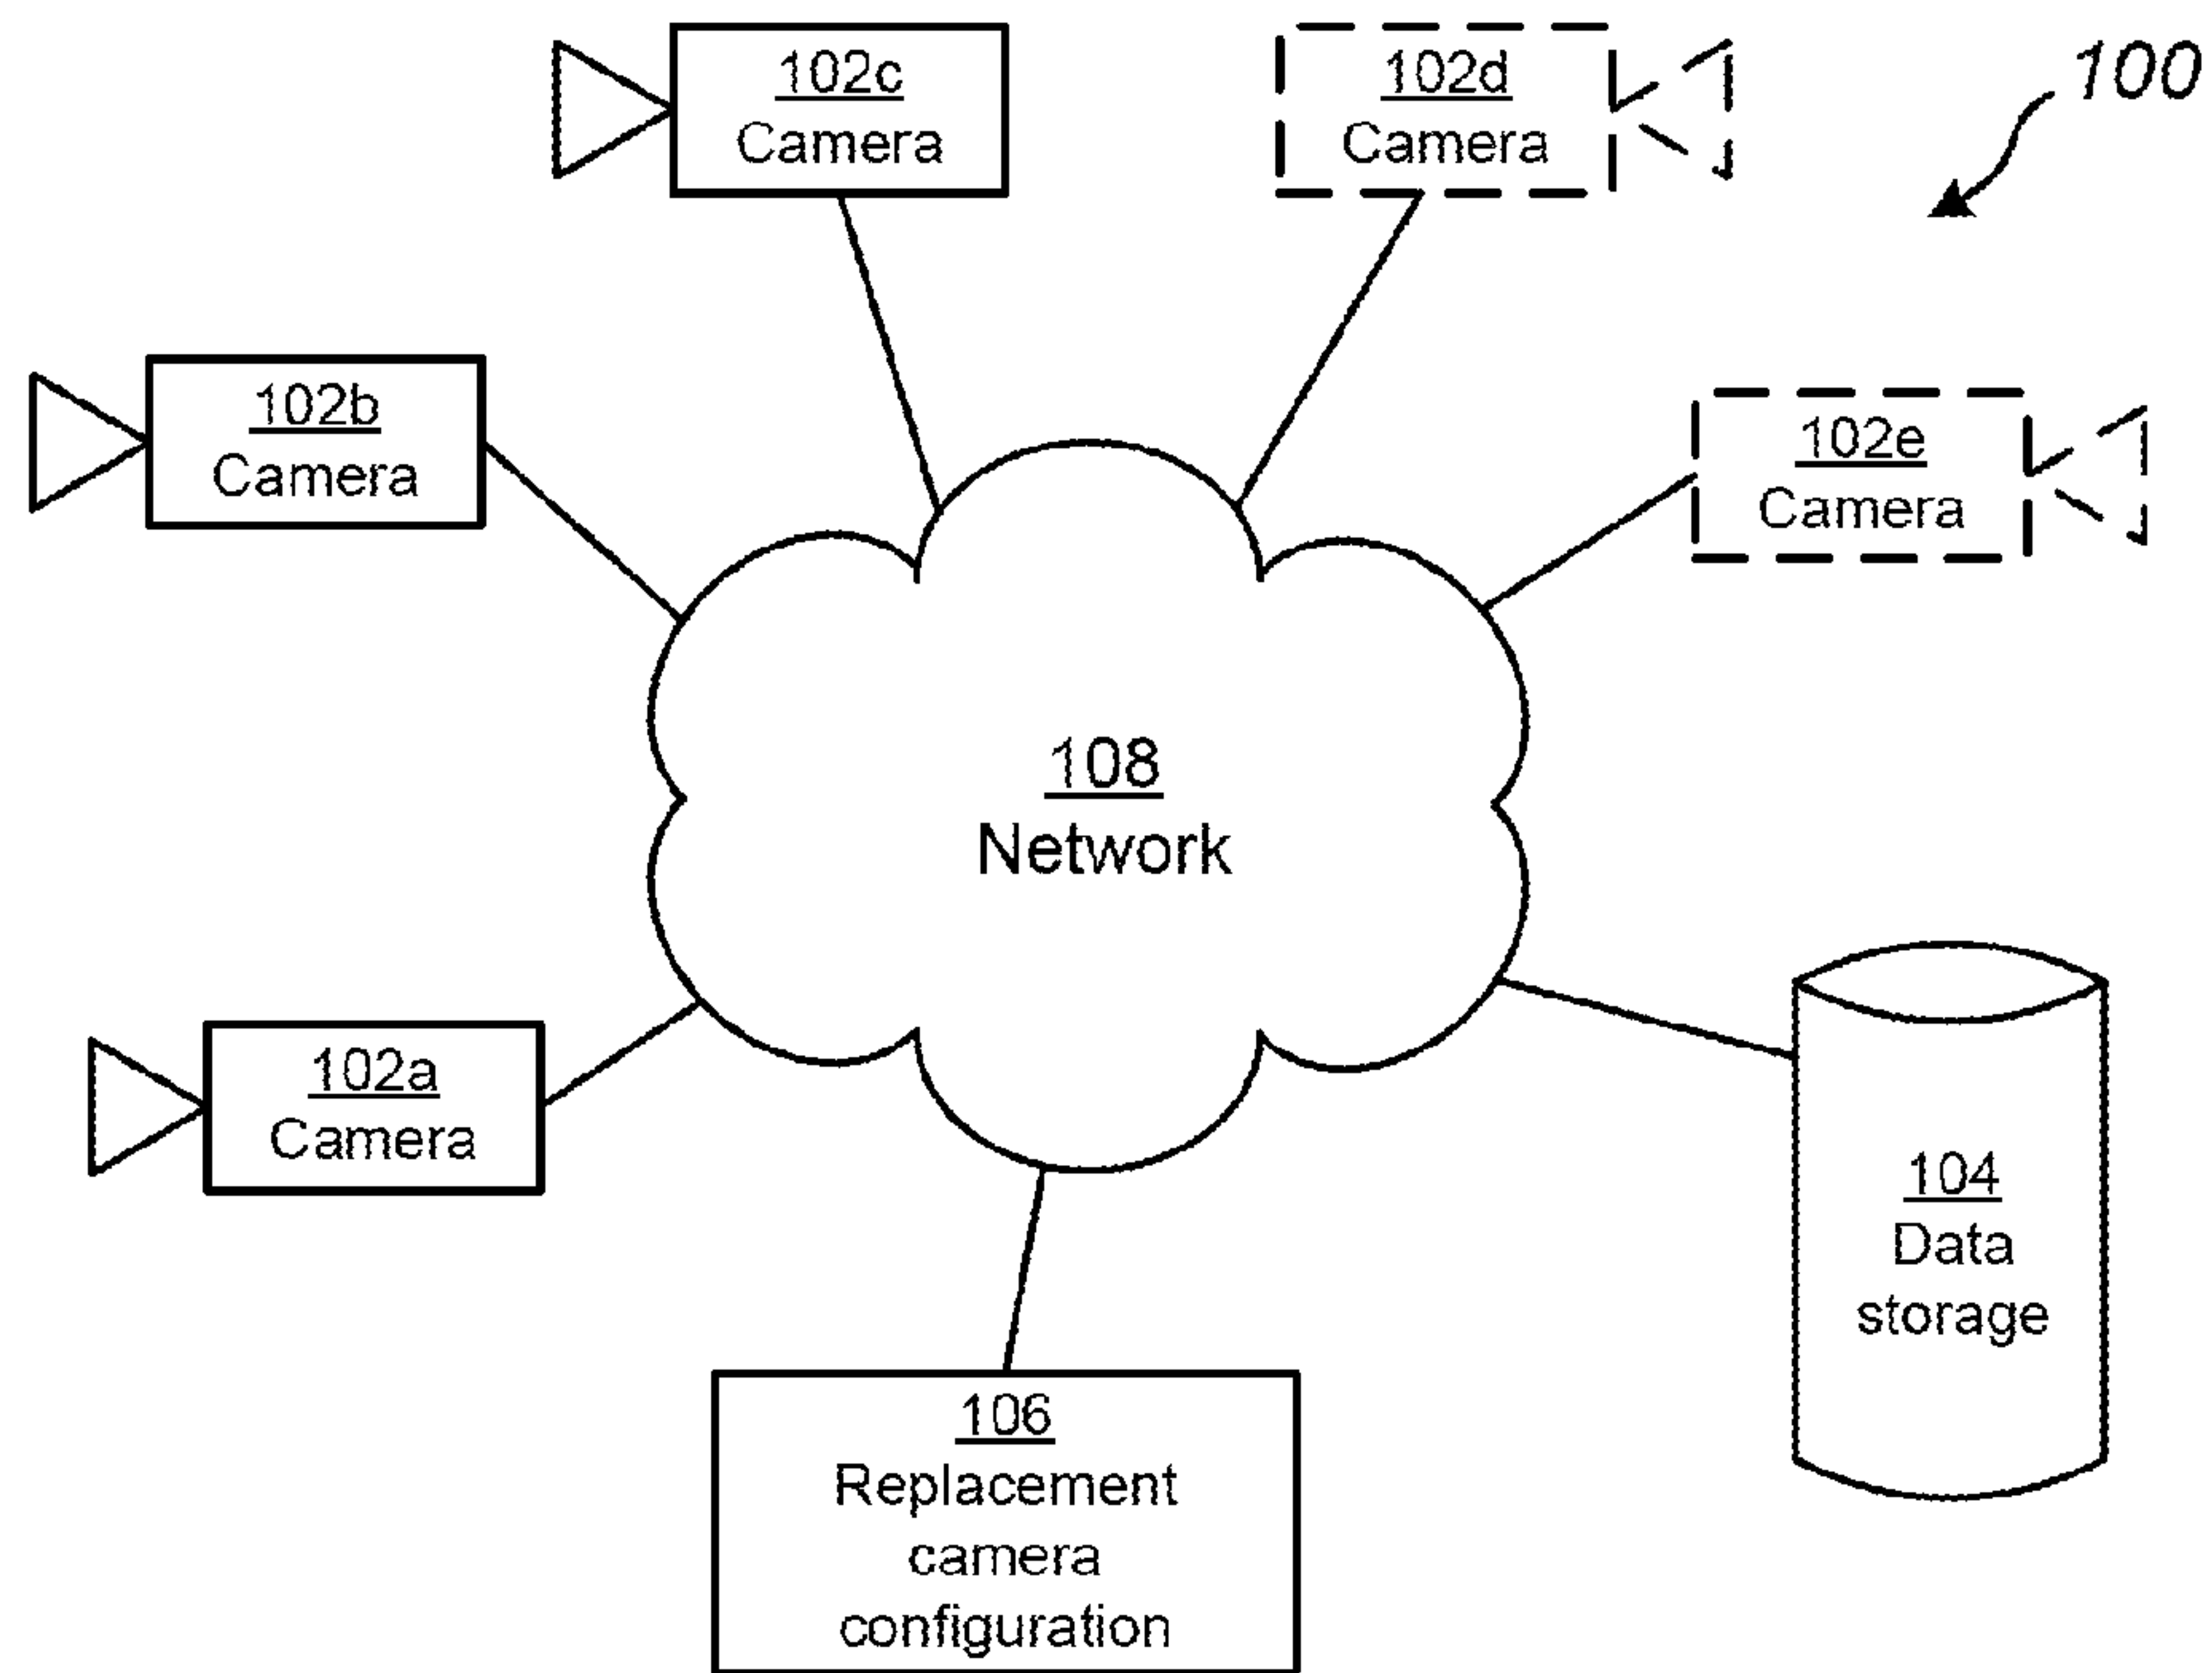 102c
Camera
102d
Camera
100
102b
Camera
102e
Camera
108
Network
102a
Camera
104
Data
storage
106
Replacement
camera
configuration